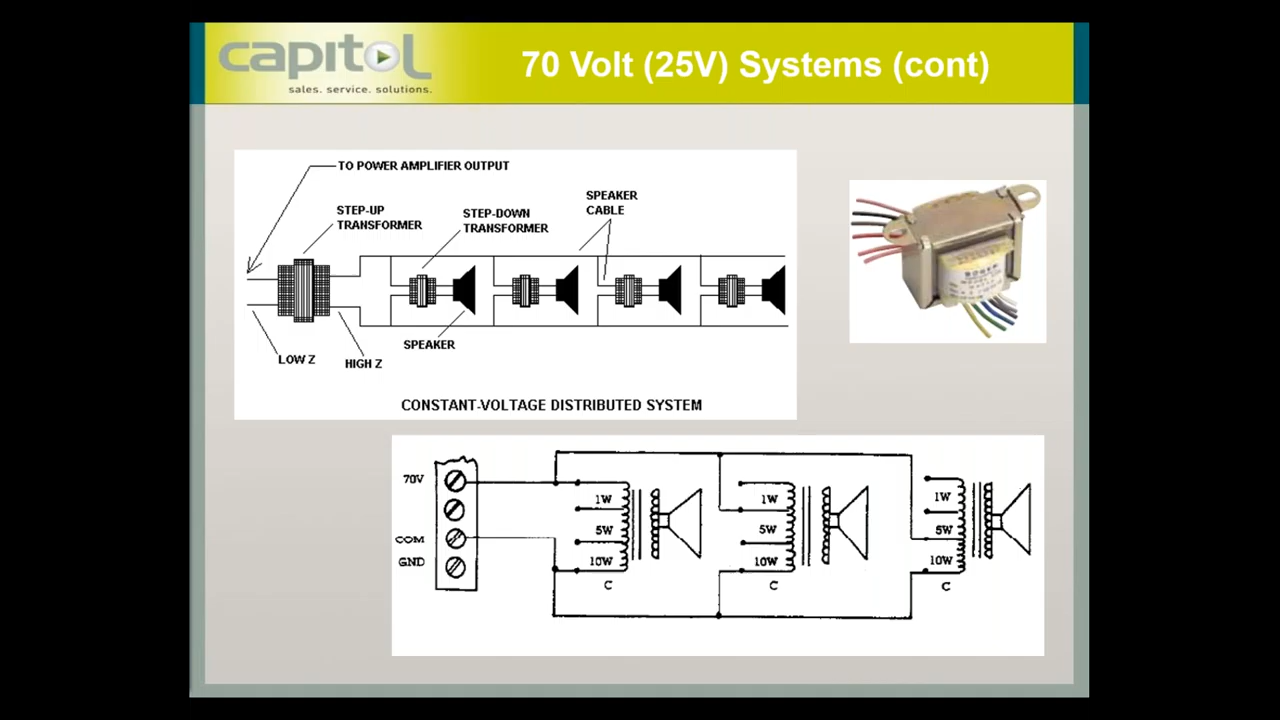 capitol
sales. service. solutions.
70 Volt (25V) Systems (cont)
TO POWER AMPLIFIER OUTPUT
STEP-UP
TRANSFORMER
STEP-DOWN
TRANSFORMER
SPEAKER
CABLE
SPEAKER
LOW Z
HIGH Z
CONSTANT-VOLTAGE DISTRIBUTED SYSTEM
70V
COM
GND
1W
5W
10W
C
1W
5W
10W
C
1W
5W
10W
C